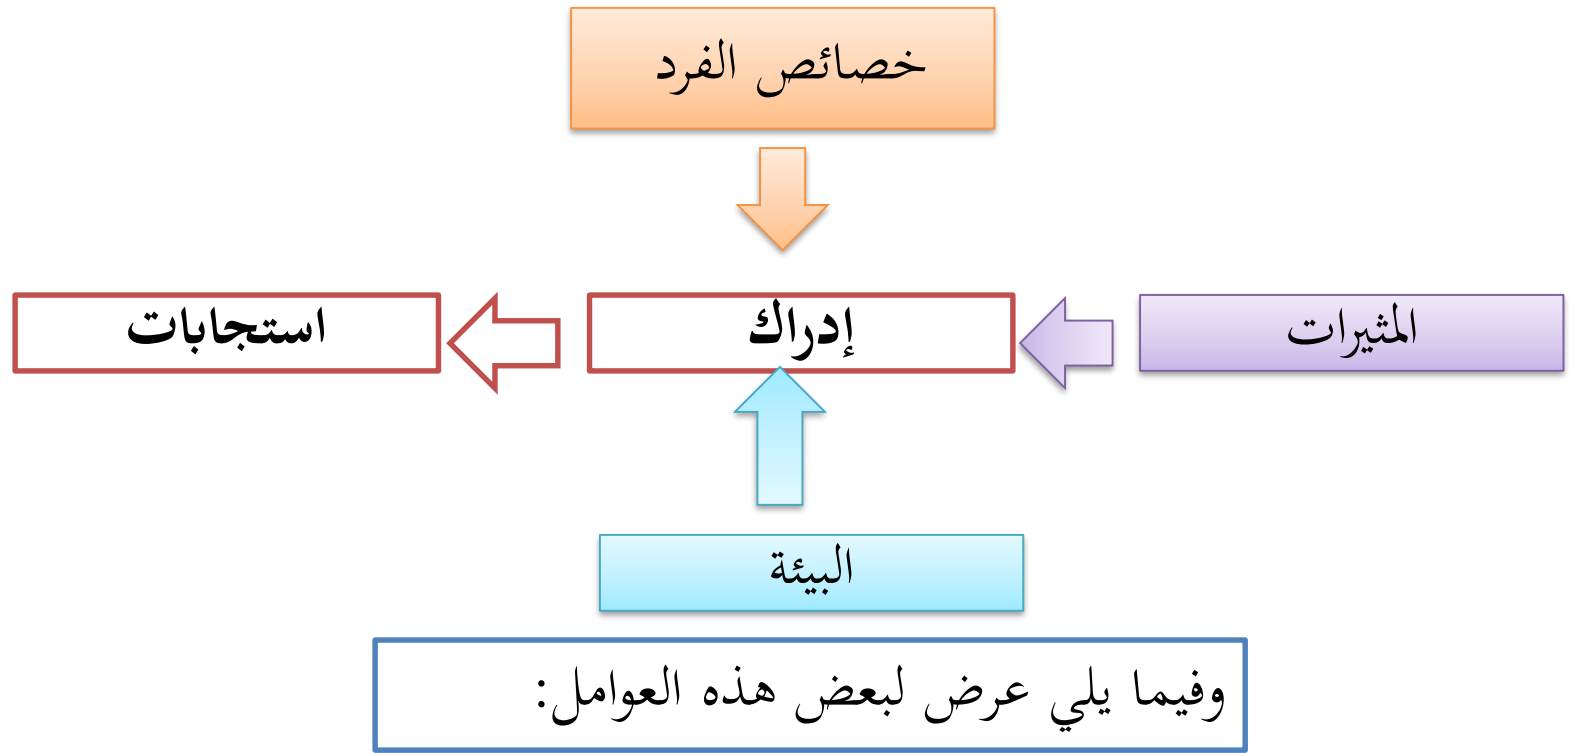 خصائص الفرد
المثيرات
إدراك
استجابات
البيئة
وفيما يلي عرض لبعض هذه العوامل: